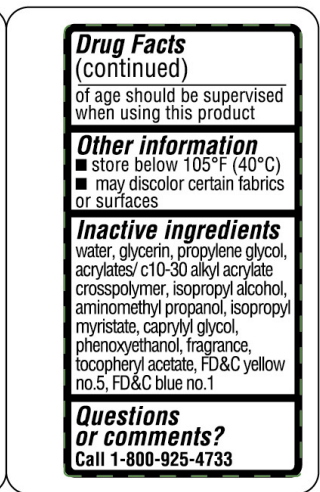 Drug Facts
(continued)
of age should be supervised
when using this product
Other information
■ store below 105°F (40°C)
■ may discolor certain fabrics
or surfaces
Inactive ingredients
water, glycerin, propylene glycol,
acrylates/ c10-30 alkyl acrylate
crosspolymer, isopropyl alcohol,
aminomethyl propanol, isopropyl
myristate, caprylyl glycol,
phenoxyethanol, fragrance,
tocopheryl acetate, FD&C yellow
no.5, FD&C blue no.1
Questions
or comments?
Call 1-800-925-4733